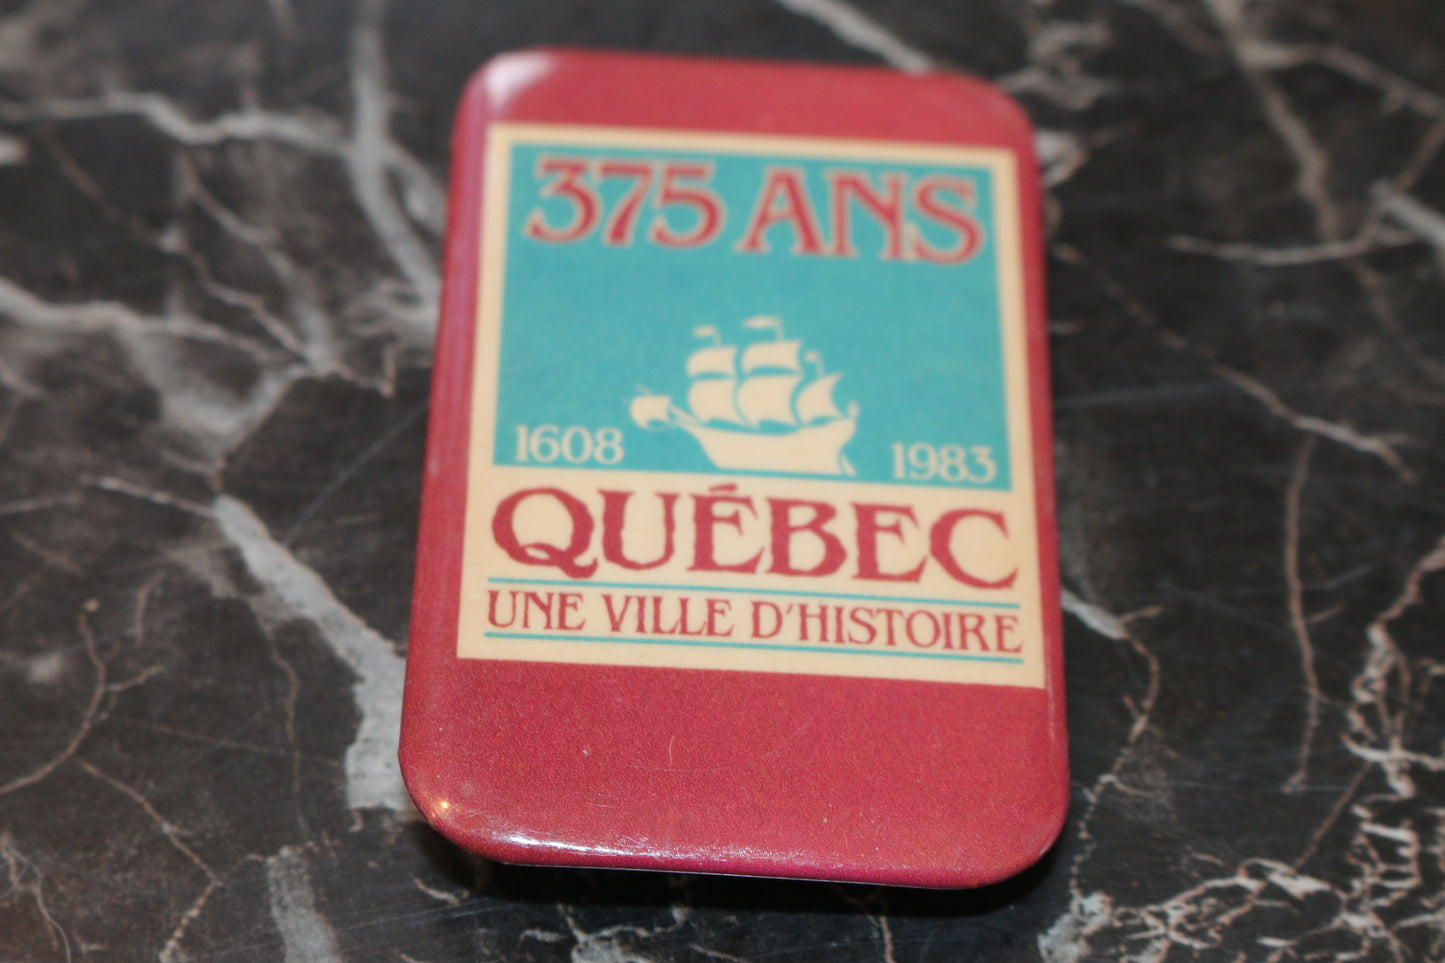 375 ANS
1608 1983
QUÉBEC
UNE VILLE D'HISTOIRE